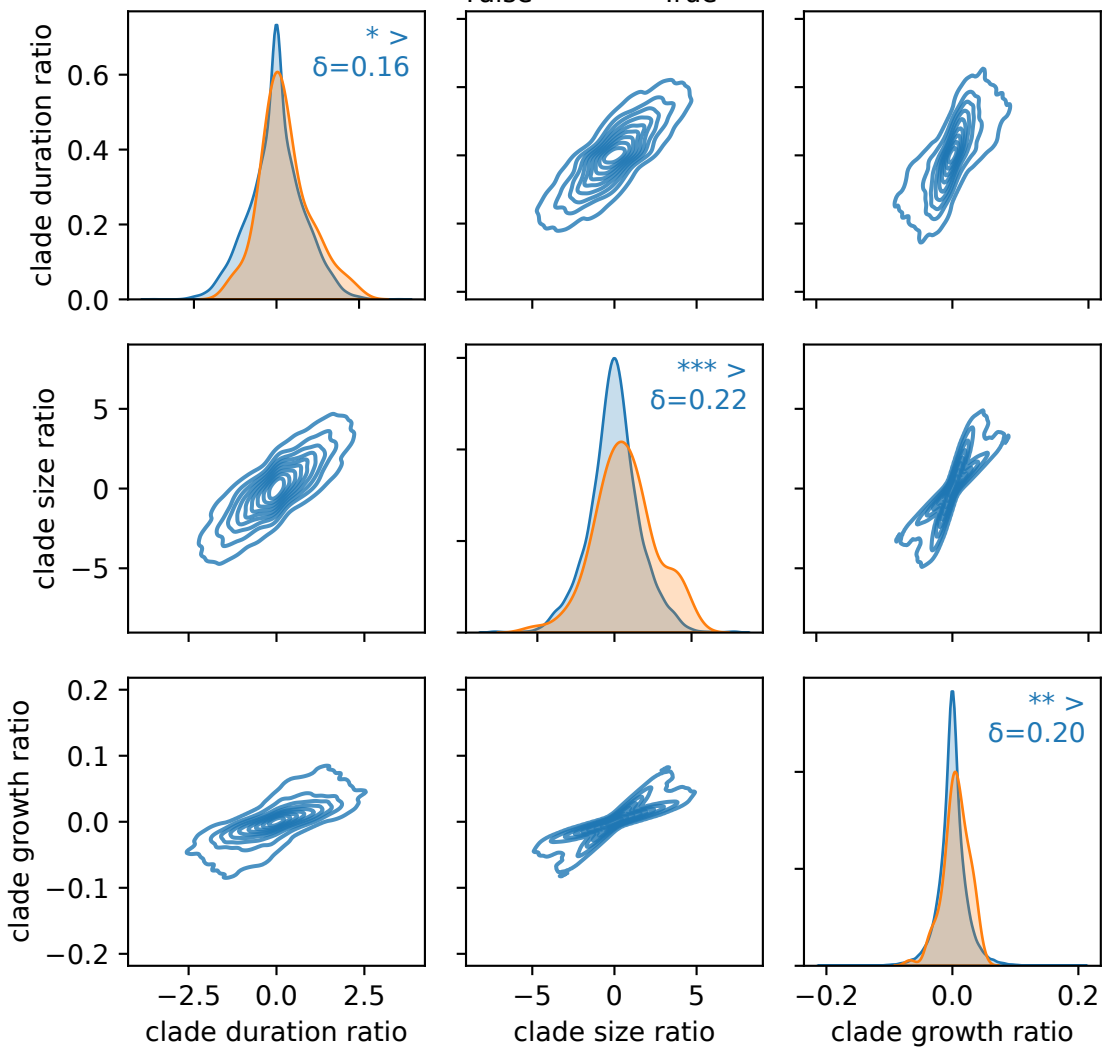 True
clade duration ratio
0.6
0.4
0.2
0.0
* >
δ=0.16
clade size ratio
5
0
−5
*** >
δ=0.22
clade growth ratio
0.2
0.1
0.0
−0.1
−0.2
** >
δ=0.20
−2.5 0.0 2.5
−5 0 5
−0.2 0.0 0.2
clade duration ratio
clade size ratio
clade growth ratio